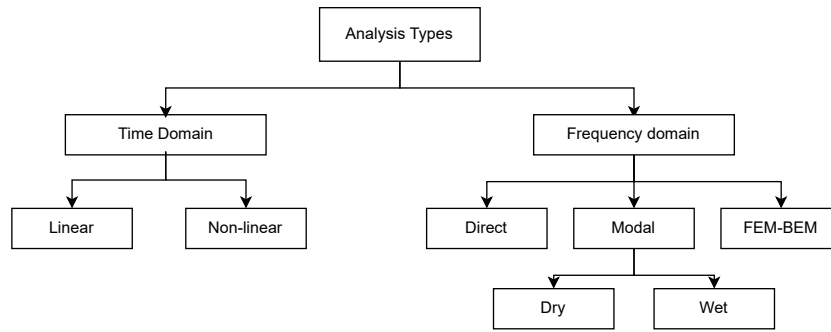 Analysis Types
Time Domain
Frequency domain
Linear
Non-linear
Direct
Modal
FEM-BEM
Dry
Wet